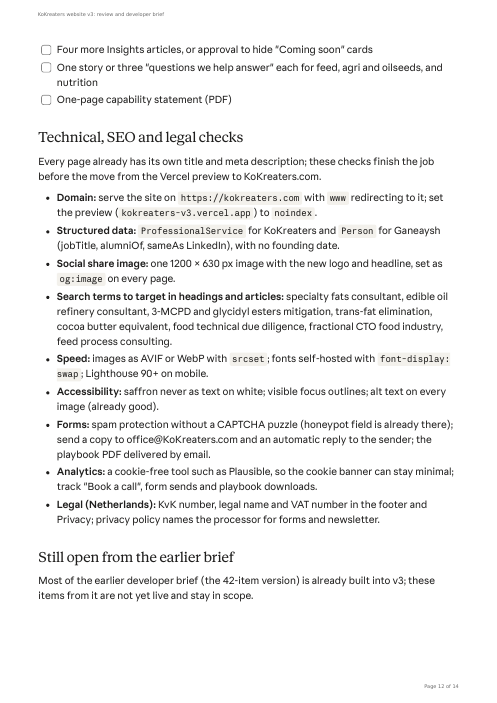 KoKreaters website v3: review and developer brief
Four more Insights articles, or approval to hide "Coming soon" cards
One story or three "questions we help answer" each for feed, agri and oilseeds, and
nutrition
One-page capability statement (PDF)
Technical, SEO and legal checks
Every page already has its own title and meta description; these checks finish the job
before the move from the Vercel preview to KoKreaters.com.
• Domain: serve the site on https://kokreaters.com with www redirecting to it; set
the preview ( kokreaters-v3.vercel.app ) to noindex .
• Structured data: ProfessionalService for KoKreaters and Person for Ganeaysh
(jobTitle, alumniOf, sameAs LinkedIn), with no founding date.
• Social share image: one 1200 × 630 px image with the new logo and headline, set as
og:image on every page.
• Search terms to target in headings and articles: specialty fats consultant, edible oil
refinery consultant, 3-MCPD and glycidyl esters mitigation, trans-fat elimination,
cocoa butter equivalent, food technical due diligence, fractional CTO food industry,
feed process consulting.
• Speed: images as AVIF or WebP with srcset ; fonts self-hosted with font-display:
swap ; Lighthouse 90+ on mobile.
• Accessibility: saffron never as text on white; visible focus outlines; alt text on every
image (already good).
• Forms: spam protection without a CAPTCHA puzzle (honeypot field is already there);
send a copy to office@KoKreaters.com and an automatic reply to the sender; the
playbook PDF delivered by email.
• Analytics: a cookie-free tool such as Plausible, so the cookie banner can stay minimal;
track "Book a call", form sends and playbook downloads.
• Legal (Netherlands): KvK number, legal name and VAT number in the footer and
Privacy; privacy policy names the processor for forms and newsletter.
Still open from the earlier brief
Most of the earlier developer brief (the 42-item version) is already built into v3; these
items from it are not yet live and stay in scope.
Page 12 of 14